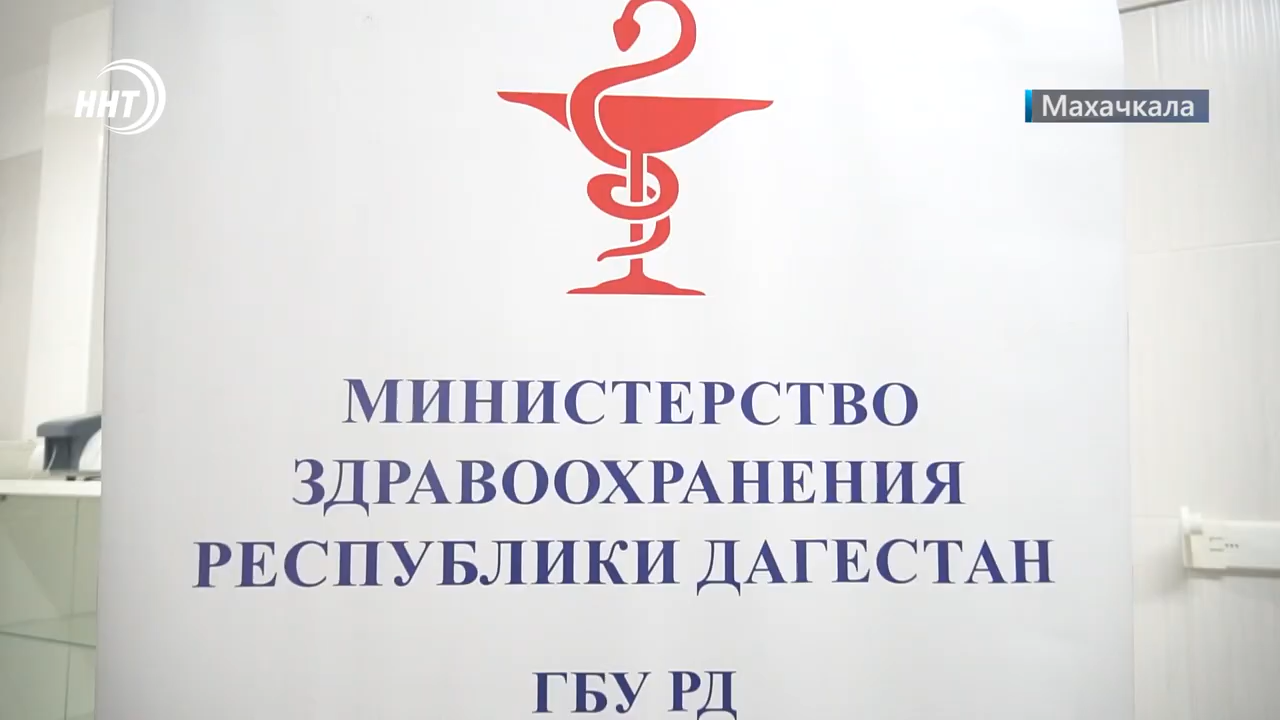 ННТ
Махачкала
МИНИСТЕРСТВО
ЗДРАВООХРАНЕНИЯ
РЕСПУБЛИКИ ДАГЕСТАН
ГБУ РД